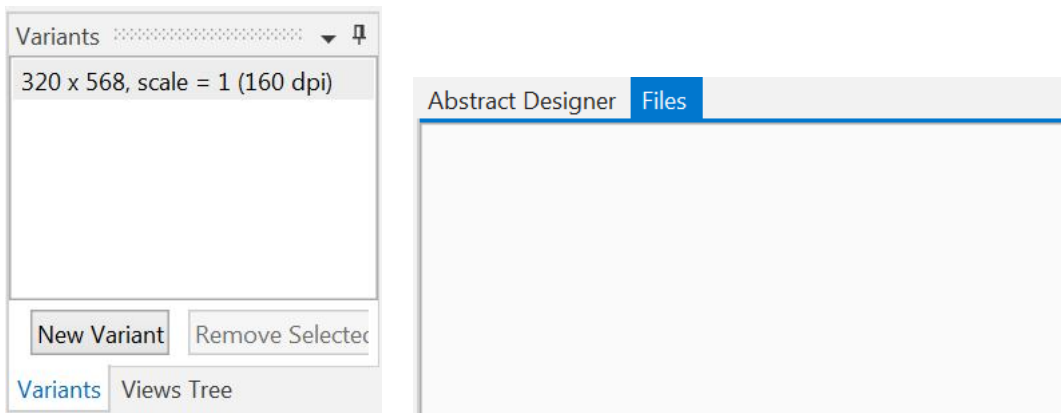 Variants
320 x 568, scale = 1 (160 dpi)
New Variant Remove Selected
Variants Views Tree
Abstract Designer Files